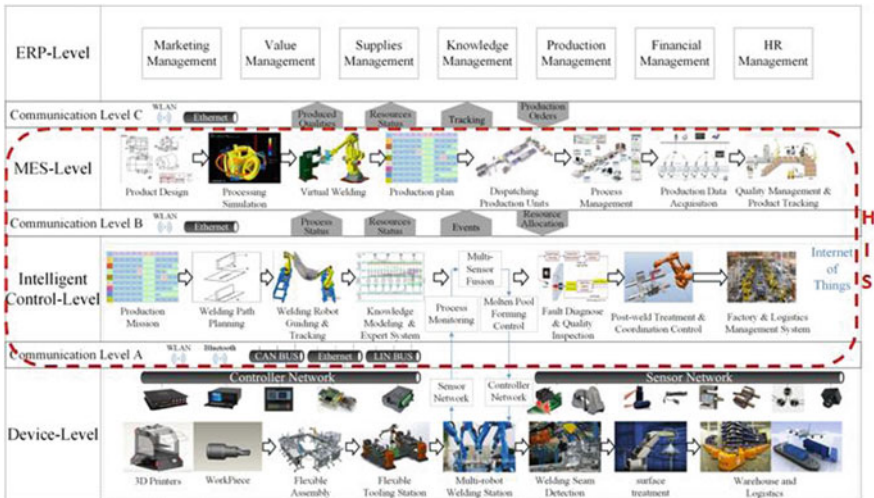 ERP-Level
Marketing
Management
Value
Management
Supplies
Management
Knowledge
Management
Production
Management
Financial
Management
HR
Management
Communication Level C
WLAN
Ethernet
Produced
Qualities
Resources
Status
Tracking
Production
Orders
MES-Level
Product Design
Processing
Simulation
Virtual Welding
Production plan
Dispatching
Production Units
Process
Management
Production Data
Acquisition
Quality Management &
Product Tracking
Communication Level B
WLAN
Ethernet
Process
Status
Resources
Status
Events
Resource
Allocation
H
I
S
Intelligent
Control-Level
Production
Mission
Welding Path
Planning
Welding Robot
Guiding &
Tracking
Knowledge
Modeling &
Expert System
Multi-
Sensor
Fusion
Process
Monitoring
Molten Pool
Forming
Control
Fault Diagnose
& Quality
Inspection
Post-weld Treatment &
Coordination Control
Factory & Logistics
Management System
Internet
of
Things
Communication Level A
WLAN
Bluetooth
CAN BUS
Ethernet
LIN BUS
Device-Level
Controller Network
Sensor
Network
Controller
Network
Sensor Network
3D Printers
WorkPiece
Flexible
Assembly
Flexible
Tooling Station
Multi-robot
Welding Station
Welding Seam
Detection
surface
treatment
Warehouse and
Logistics